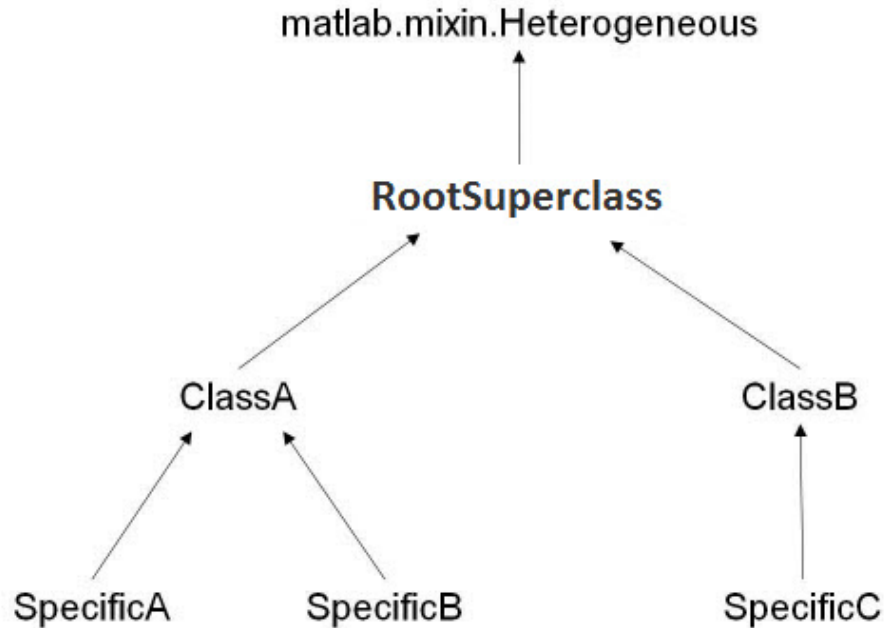 matlab.mixin.Heterogeneous
RootSuperclass
ClassA
ClassB
SpecificA
SpecificB
SpecificC